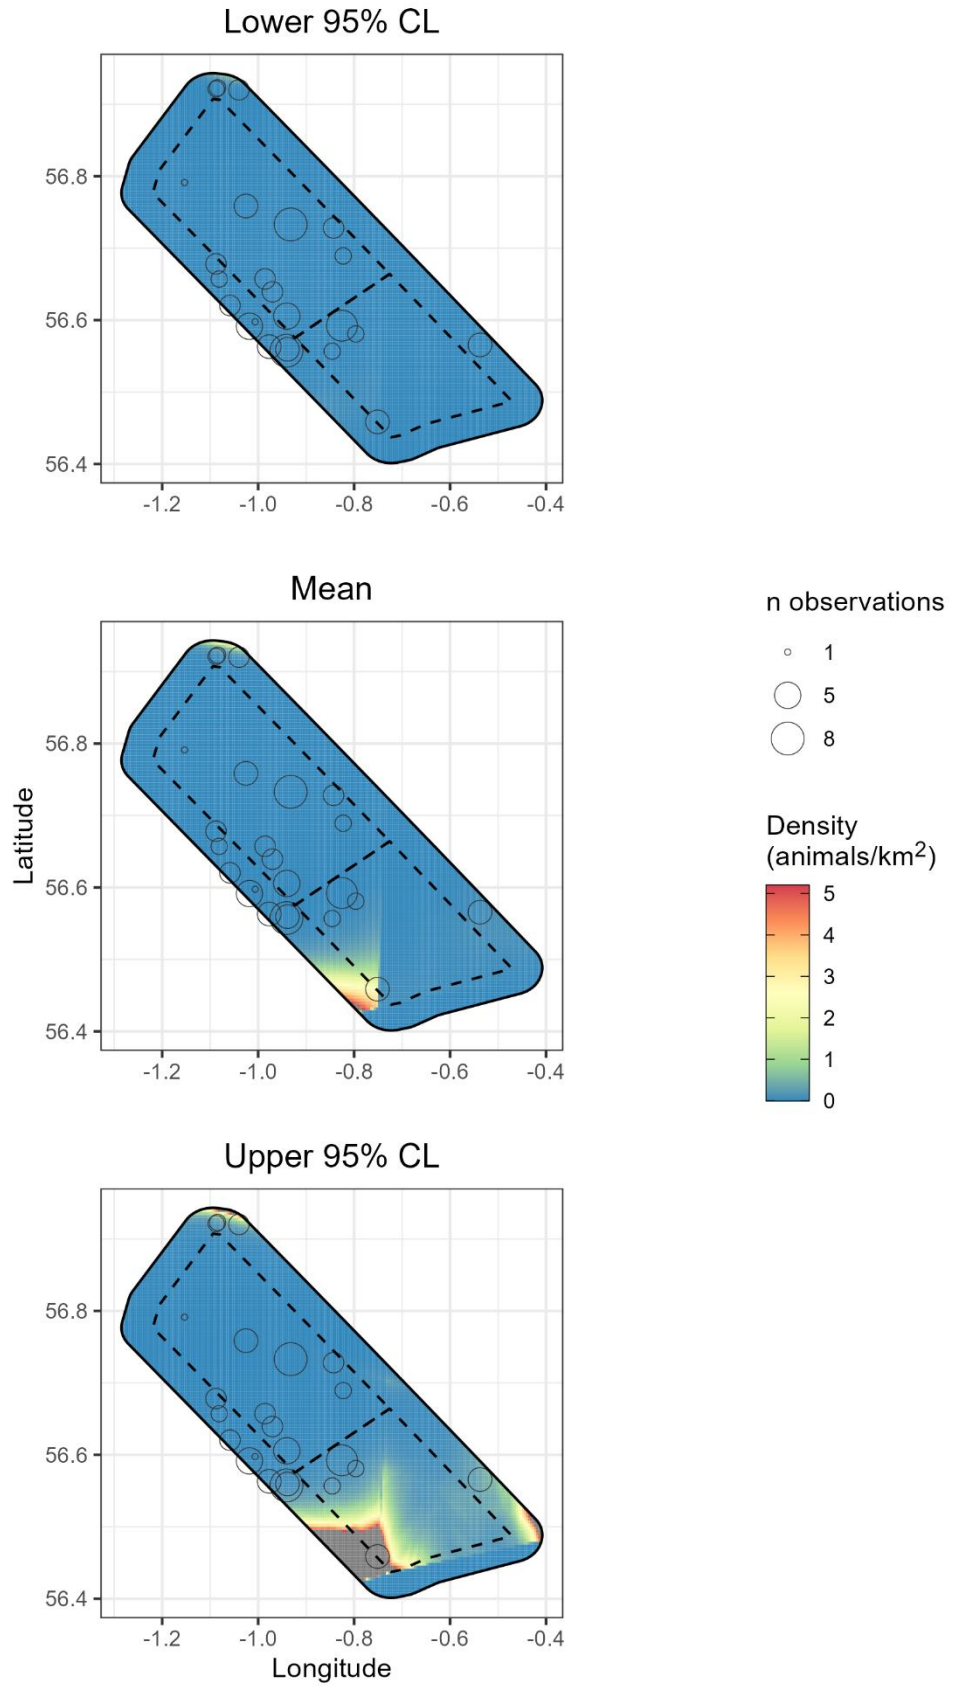 Lower 95% CL
56.8
56.6
56.4
-1.2 -1.0 -0.8 -0.6 -0.4
Mean
56.8
56.6
56.4
-1.2 -1.0 -0.8 -0.6 -0.4
Latitude
n observations
1
5
8
Density
(animals/km²)
5
4
3
2
1
0
Upper 95% CL
56.8
56.6
56.4
-1.2 -1.0 -0.8 -0.6 -0.4
Longitude